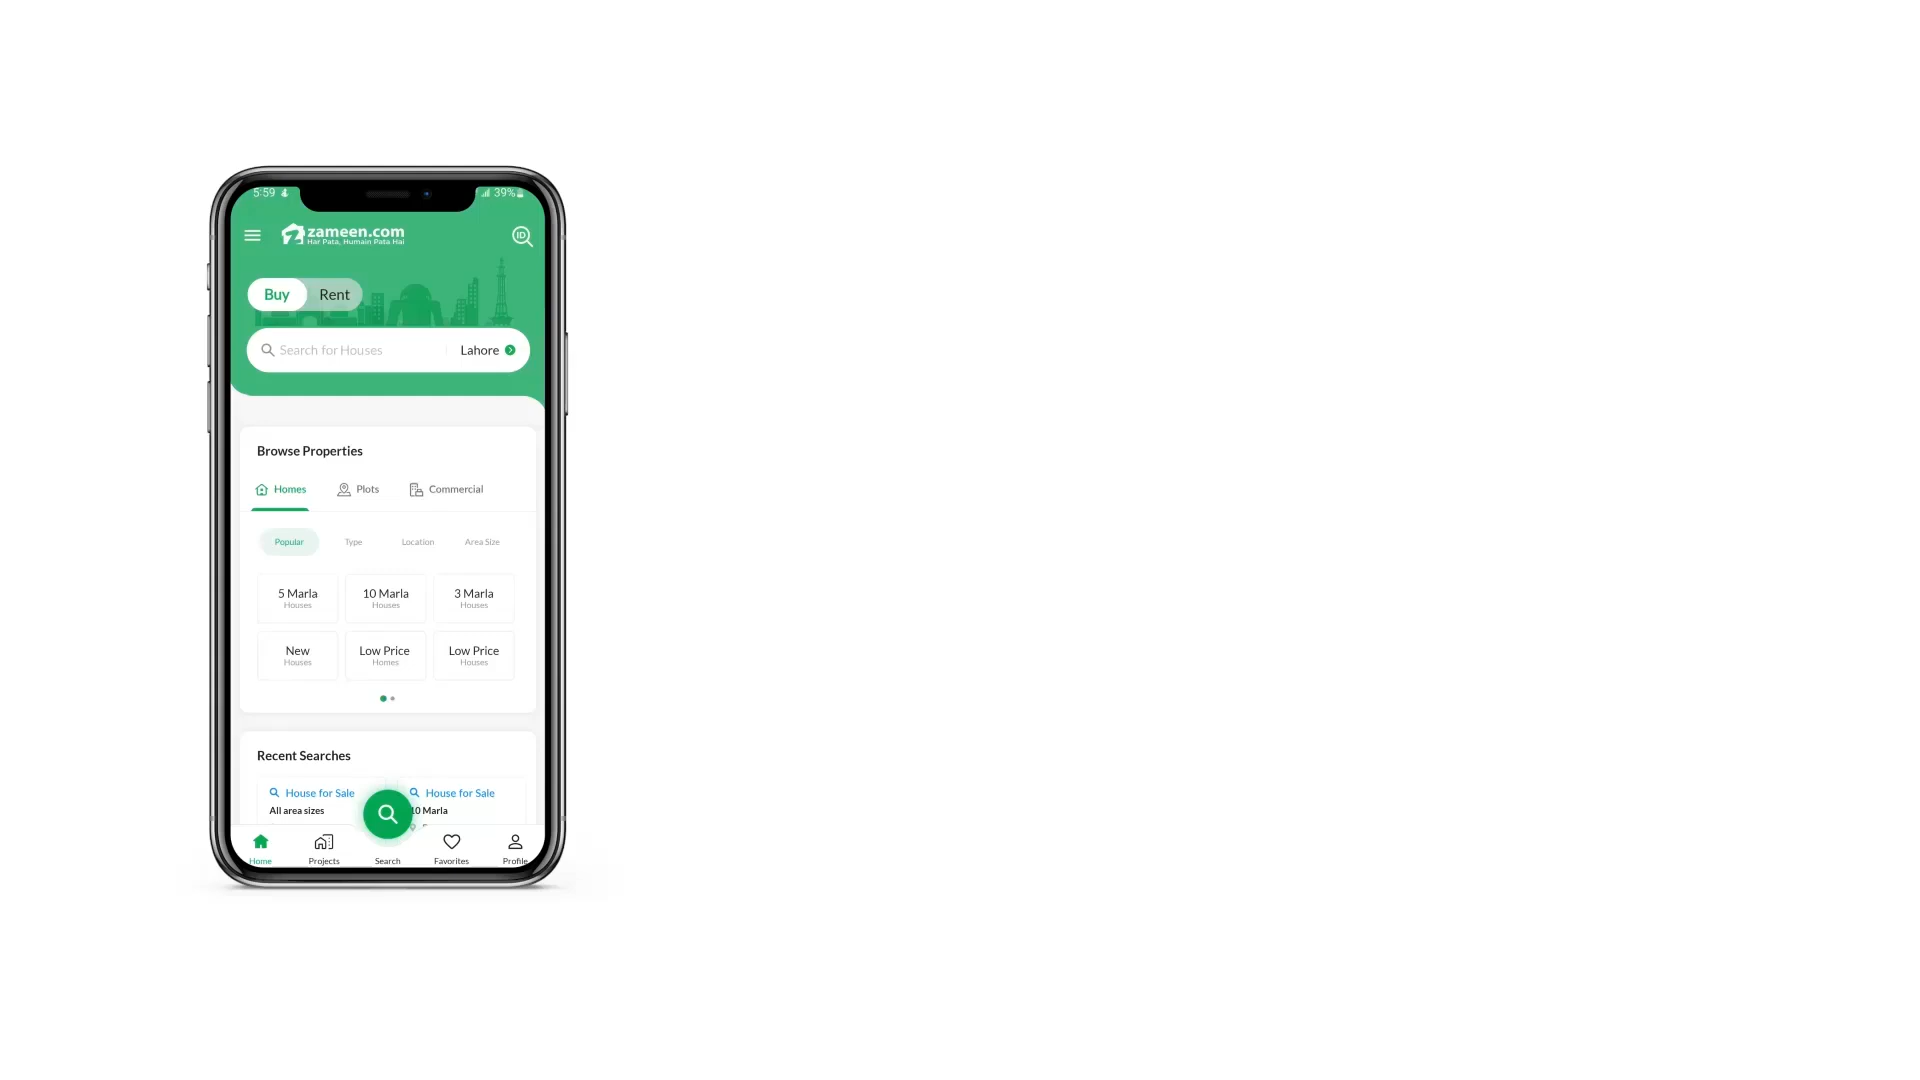 5:59
39%
zameen.com
Har Pata, Humain Pata Hai
ID
Buy Rent
Search for Houses Lahore
Browse Properties
Homes Plots Commercial
Popular Type Location Area Size
5 Marla 10 Marla 3 Marla
Houses Houses Houses
New Low Price Low Price
Houses Homes Houses
Recent Searches
House for Sale House for Sale
All area sizes 10 Marla
Home Projects Search Favorites Profile